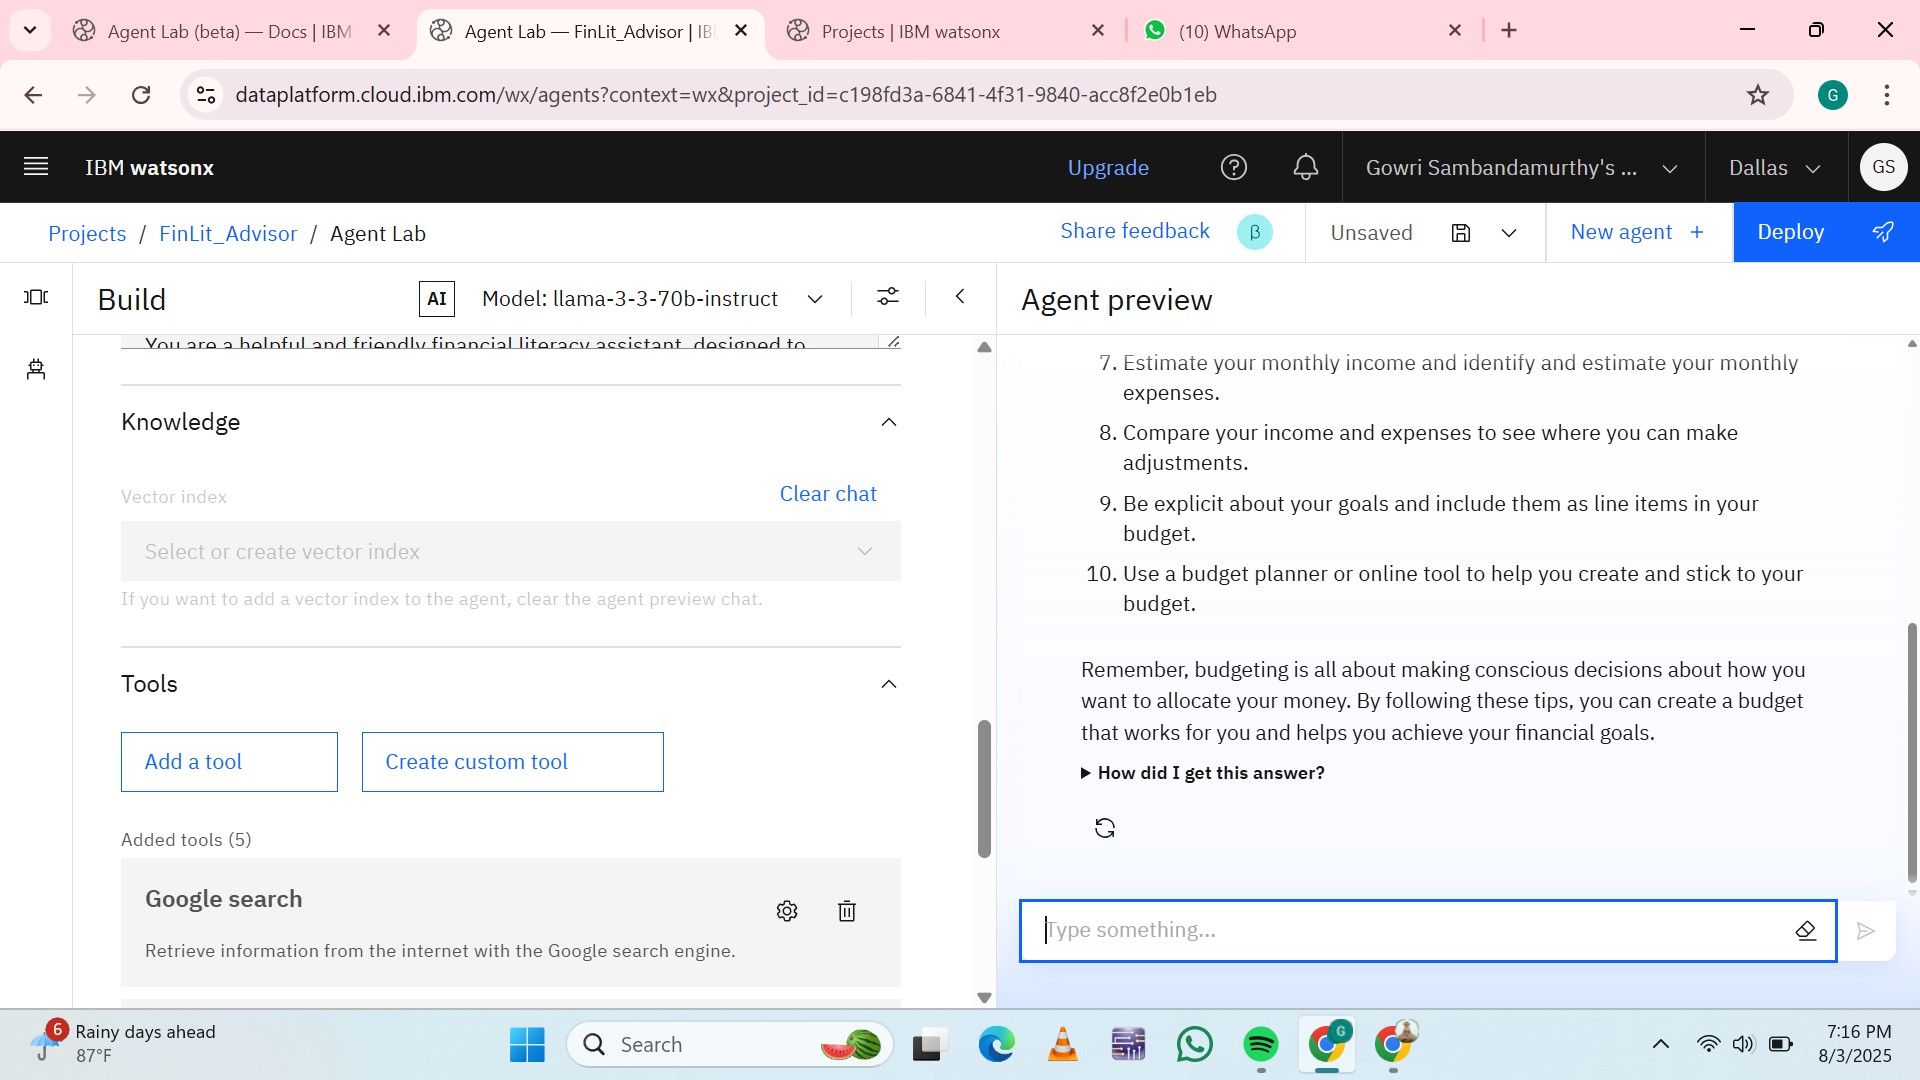 Agent Lab (beta) — Docs | IBM
Agent Lab — FinLit_Advisor | IB
Projects | IBM watsonx
(10) WhatsApp
dataplatform.cloud.ibm.com/wx/agents?context=wx&project_id=c198fd3a-6841-4f31-9840-acc8f2e0b1eb
G
IBM watsonx
Upgrade
Gowri Sambandamurthy's ...
Dallas
GS
Projects / FinLit_Advisor / Agent Lab
Share feedback
β
Unsaved
New agent +
Deploy
Build
AI
Model: llama-3-3-70b-instruct
You are a helpful and friendly financial literacy assistant, designed to
Knowledge
Vector index
Clear chat
Select or create vector index
If you want to add a vector index to the agent, clear the agent preview chat.
Tools
Add a tool
Create custom tool
Added tools (5)
Google search
Retrieve information from the internet with the Google search engine.
Agent preview
7. Estimate your monthly income and identify and estimate your monthly
expenses.
8. Compare your income and expenses to see where you can make
adjustments.
9. Be explicit about your goals and include them as line items in your
budget.
10. Use a budget planner or online tool to help you create and stick to your
budget.
Remember, budgeting is all about making conscious decisions about how you
want to allocate your money. By following these tips, you can create a budget
that works for you and helps you achieve your financial goals.
How did I get this answer?
Type something...
6
Rainy days ahead
87°F
Search
G
7:16 PM
8/3/2025